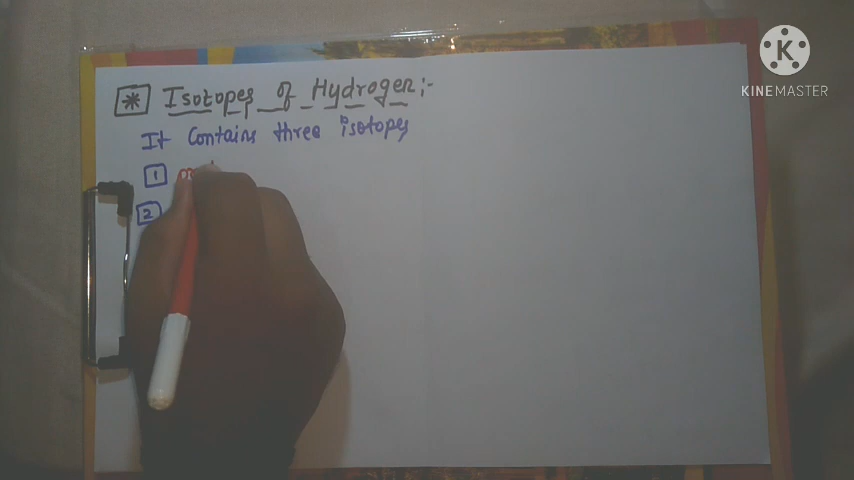 * Isotopes of Hydrogen :-
It contains three isotopes
1
2
K
KINEMASTER